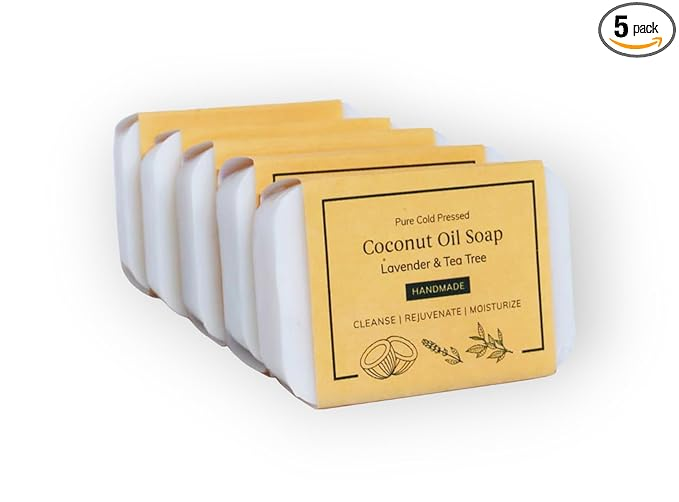 5 pack
Pure Cold Pressed
Coconut Oil Soap
Lavender & Tea Tree
HANDMADE
CLEANSE | REJUVENATE | MOISTURIZE